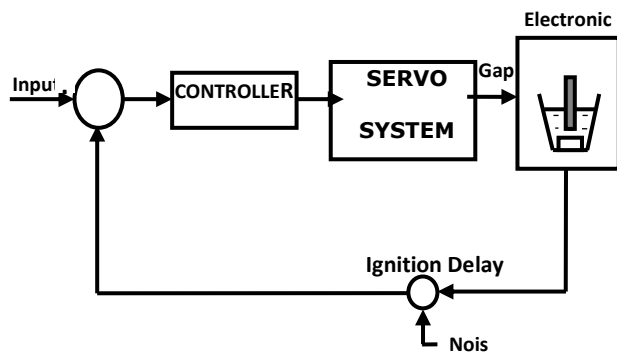 Electronic
Input
CONTROLLER
SERVO
SYSTEM
Gap
Ignition Delay
Nois